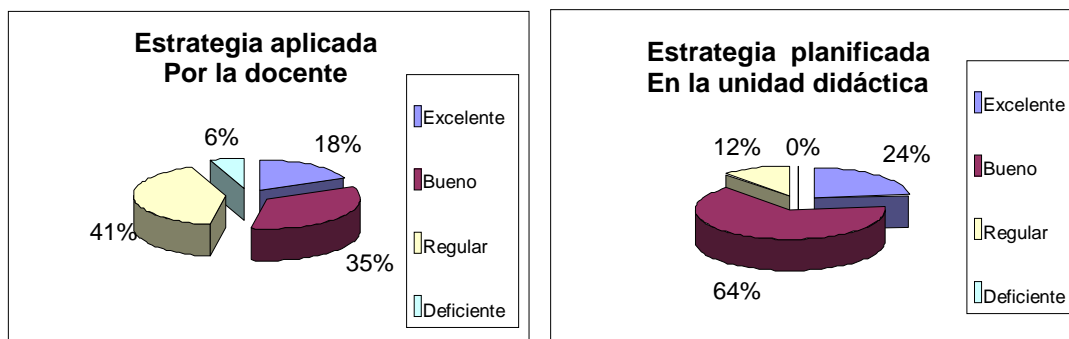 Estrategia aplicada
Por la docente
6%
18%
41%
35%
Excelente
Bueno
Regular
Deficiente
Estrategia planificada
En la unidad didáctica
12%
0%
24%
64%
Excelente
Bueno
Regular
Deficiente